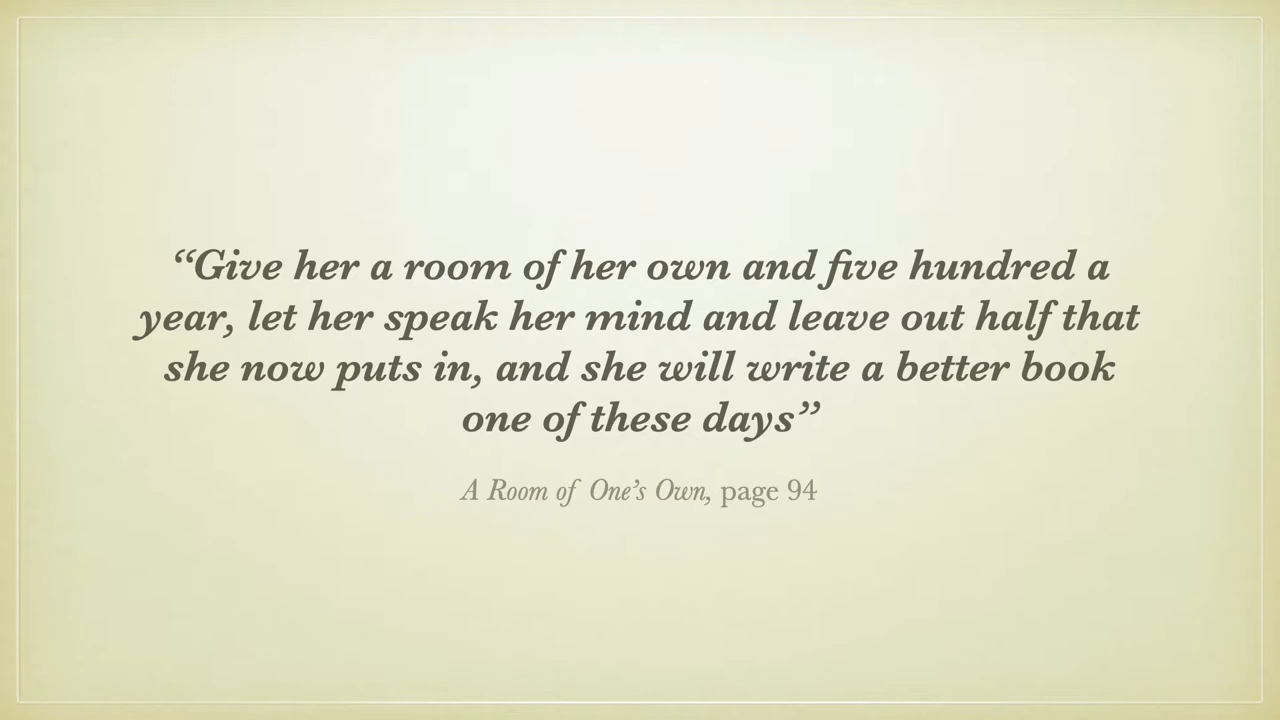 “Give her a room of her own and five hundred a
year, let her speak her mind and leave out half that
she now puts in, and she will write a better book
one of these days”
A Room of One’s Own, page 94